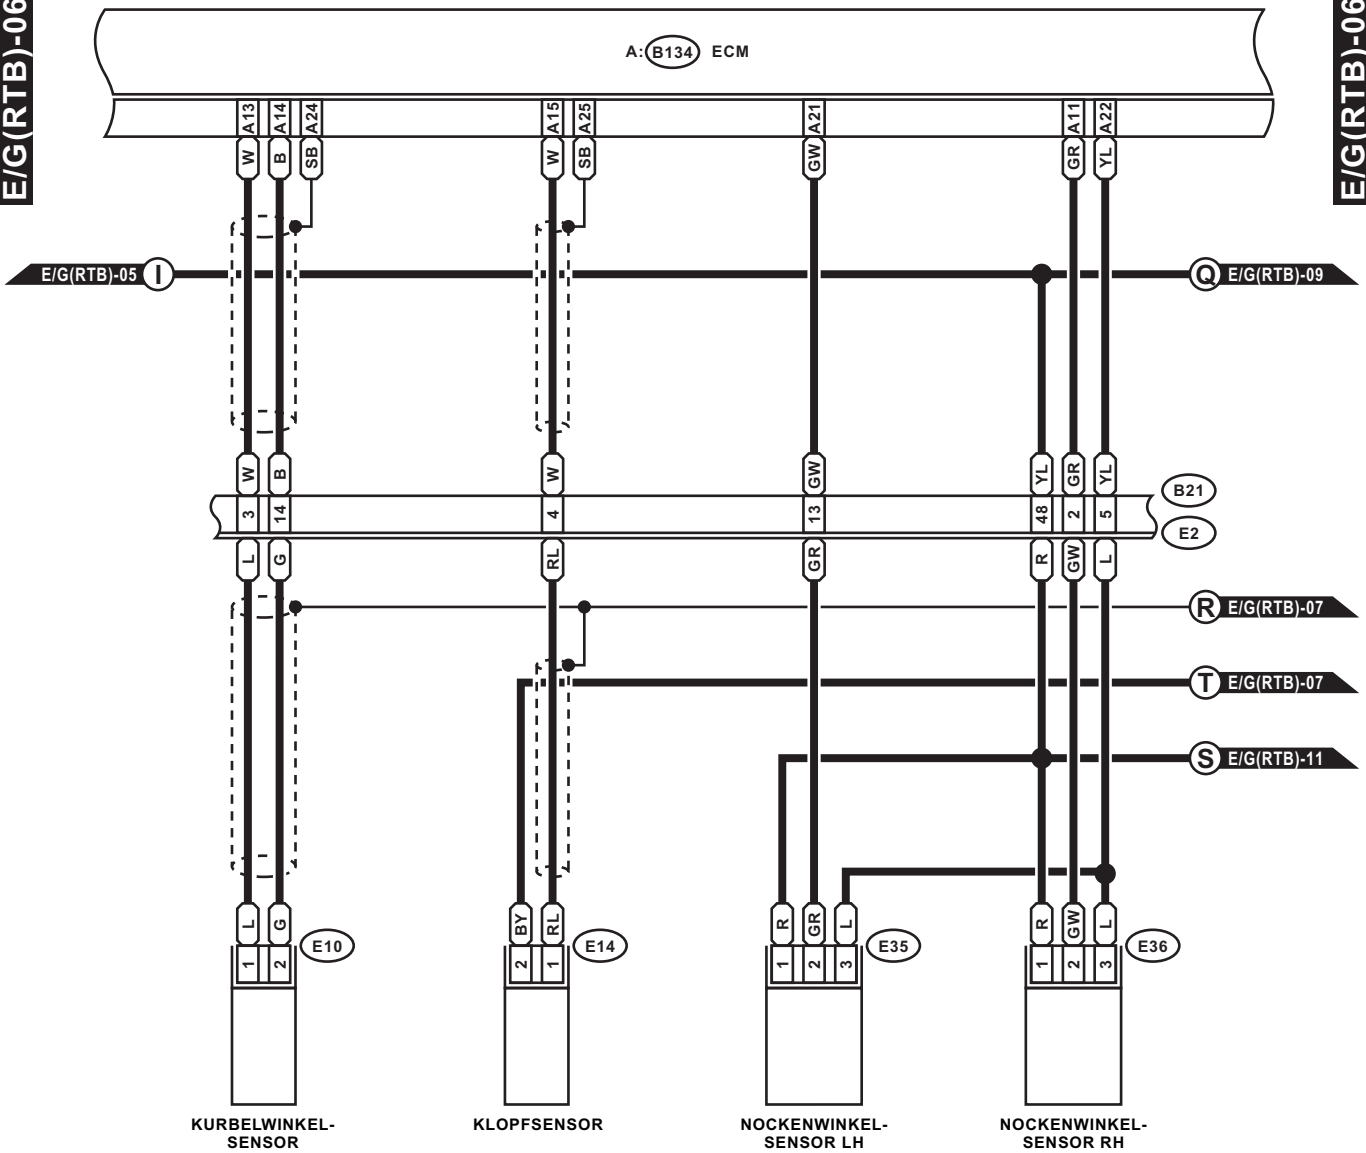 E/G(RTB)-06
E/G(RTB)-06
A: B134 ECM
A13 A14 A24 A15 A25 A21 A11 A22
W B SB W SB GW GR YL
E/G(RTB)-05 I Q E/G(RTB)-09
W B W GW YL GR YL
B21
3 14 4 13 48 2 5
E2
L G RL GR R GW L
R E/G(RTB)-07
T E/G(RTB)-07
S E/G(RTB)-11
L G BY RL R GR L R GW L
E10 E14 E35 E36
1 2 2 1 1 2 3 1 2 3
KURBELWINKEL-
SENSOR
KLOPFSENSOR
NOCKENWINKEL-
SENSOR LH
NOCKENWINKEL-
SENSOR RH